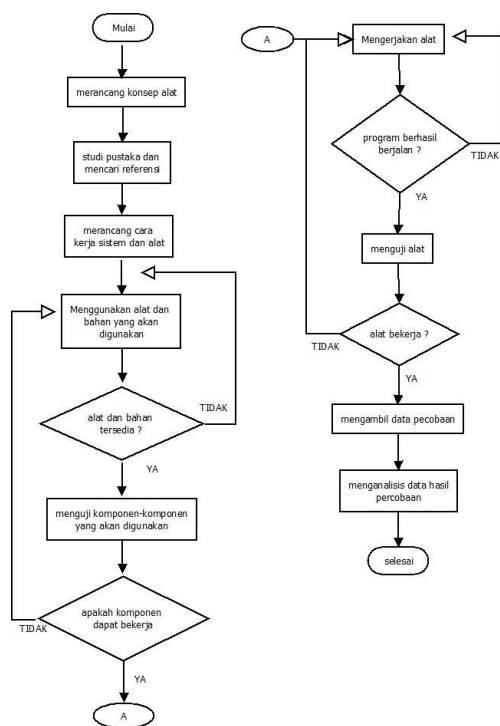 Mulai
merancang konsep alat
studi pustaka dan
mencari referensi
merancang cara
kerja sistem dan alat
Menggunakan alat dan
bahan yang akan
digunakan
alat dan bahan
tersedia ?
TIDAK
YA
menguji komponen-komponen
yang akan digunakan
apakah komponen
dapat bekerja
TIDAK
YA
A
A
Mengerjakan alat
program berhasil
berjalan ?
TIDAK
YA
menguji alat
alat bekerja ?
TIDAK
YA
mengambil data pecobaan
menganalisis data hasil
percobaan
selesai